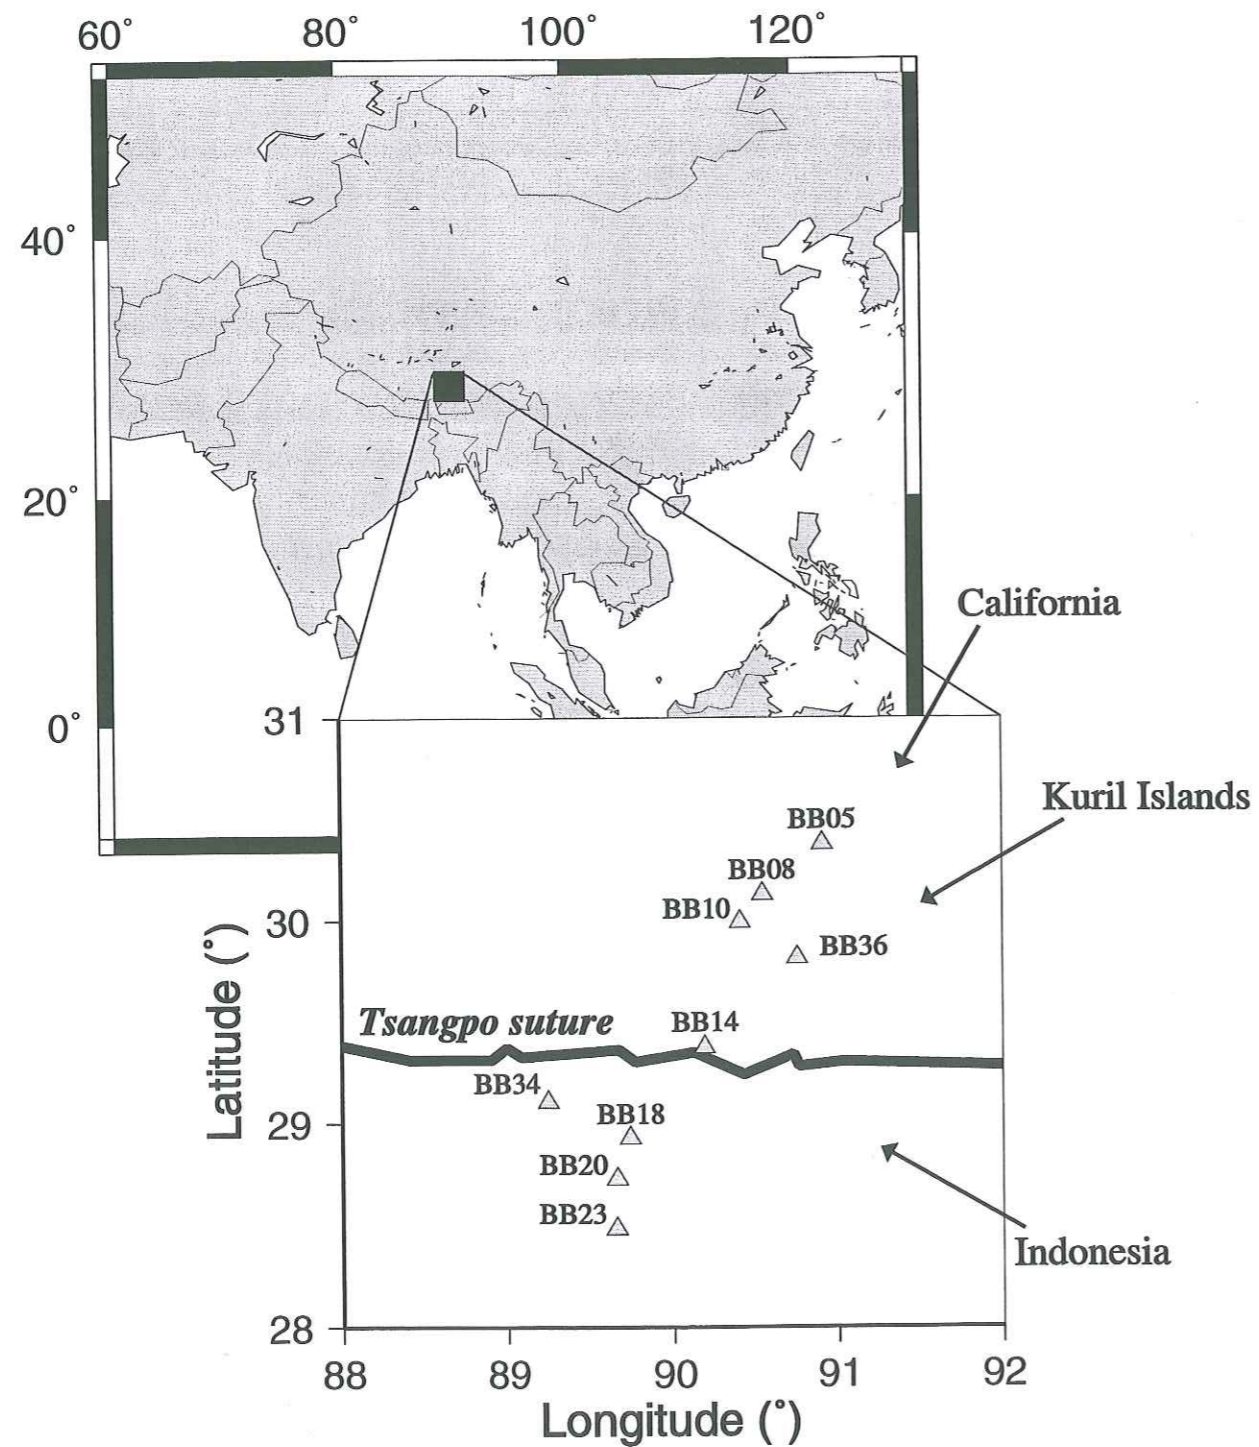 60° 80° 100° 120°
40°
20°
0°
California
31
Kuril Islands
BB05
BB08
BB10
30
BB36
Latitude (°)
Tsangpo suture
BB14
BB34
BB18
29
BB20
BB23
Indonesia
28
88 89 90 91 92
Longitude (°)